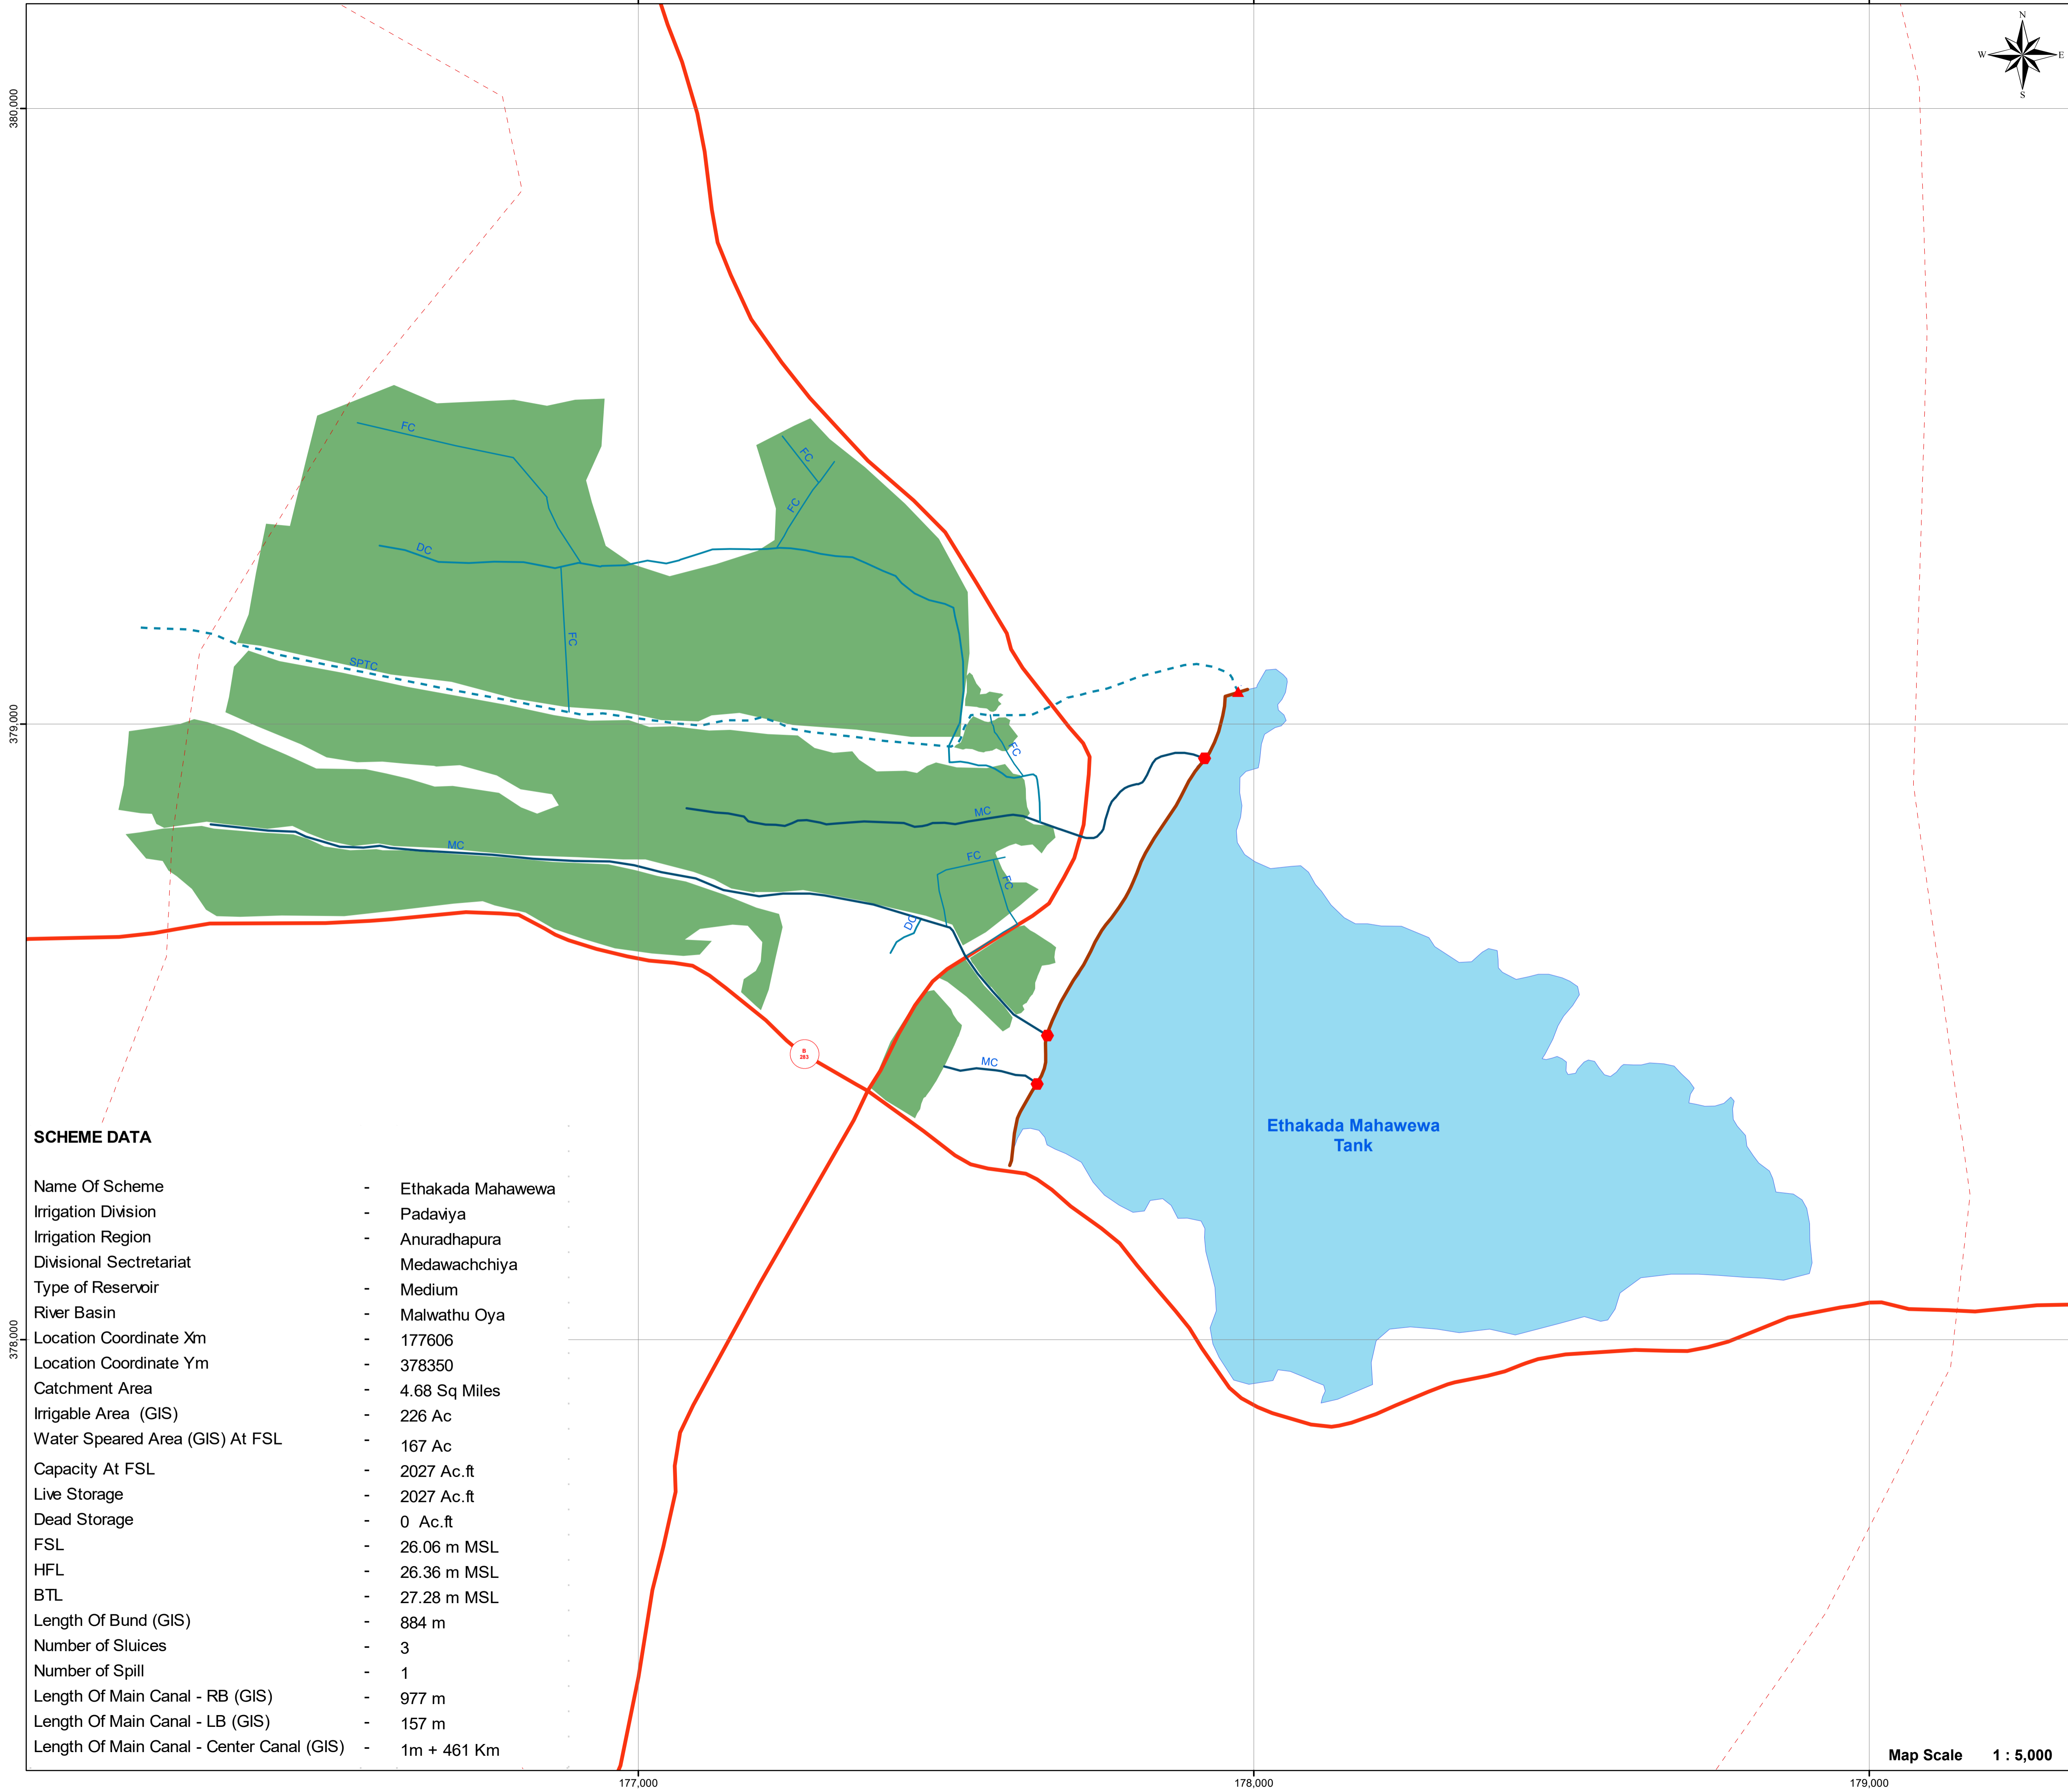 N
W E
S
380,000
379,000
378,000
FC
FC
FC
DC
FC
SPTC
FC
MC
MC
FC
FC
DC
B
283
MC
Ethakada Mahawewa
Tank
SCHEME DATA
Name Of Scheme - Ethakada Mahawewa
Irrigation Division - Padaviya
Irrigation Region - Anuradhapura
Divisional Sectretariat Medawachchiya
Type of Reservoir - Medium
River Basin - Malwathu Oya
Location Coordinate Xm - 177606
Location Coordinate Ym - 378350
Catchment Area - 4.68 Sq Miles
Irrigable Area (GIS) - 226 Ac
Water Speared Area (GIS) At FSL - 167 Ac
Capacity At FSL - 2027 Ac.ft
Live Storage - 2027 Ac.ft
Dead Storage - 0 Ac.ft
FSL - 26.06 m MSL
HFL - 26.36 m MSL
BTL - 27.28 m MSL
Length Of Bund (GIS) - 884 m
Number of Sluices - 3
Number of Spill - 1
Length Of Main Canal - RB (GIS) - 977 m
Length Of Main Canal - LB (GIS) - 157 m
Length Of Main Canal - Center Canal (GIS) - 1m + 461 Km
Map Scale 1 : 5,000
177,000
178,000
179,000